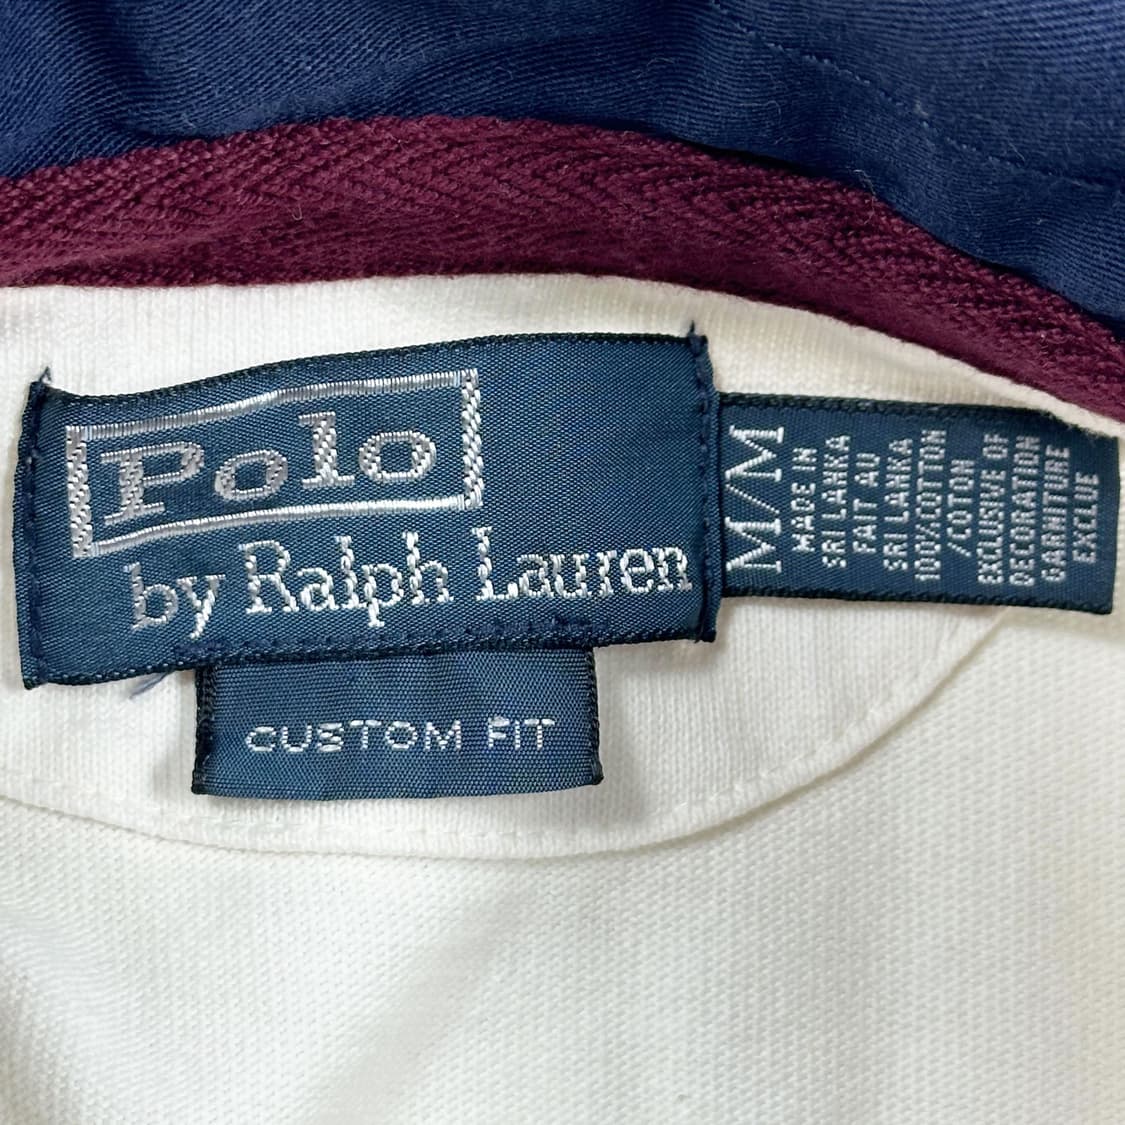 Polo
by Ralph Lauren
CUSTOM FIT
M/M
MADE IN
SRI LANKA
FAIT AU
SRI LANKA
100%COTTON
/COTON
EXCLUSIVE OF
DECORATION
GARNITURE
EXCLUE